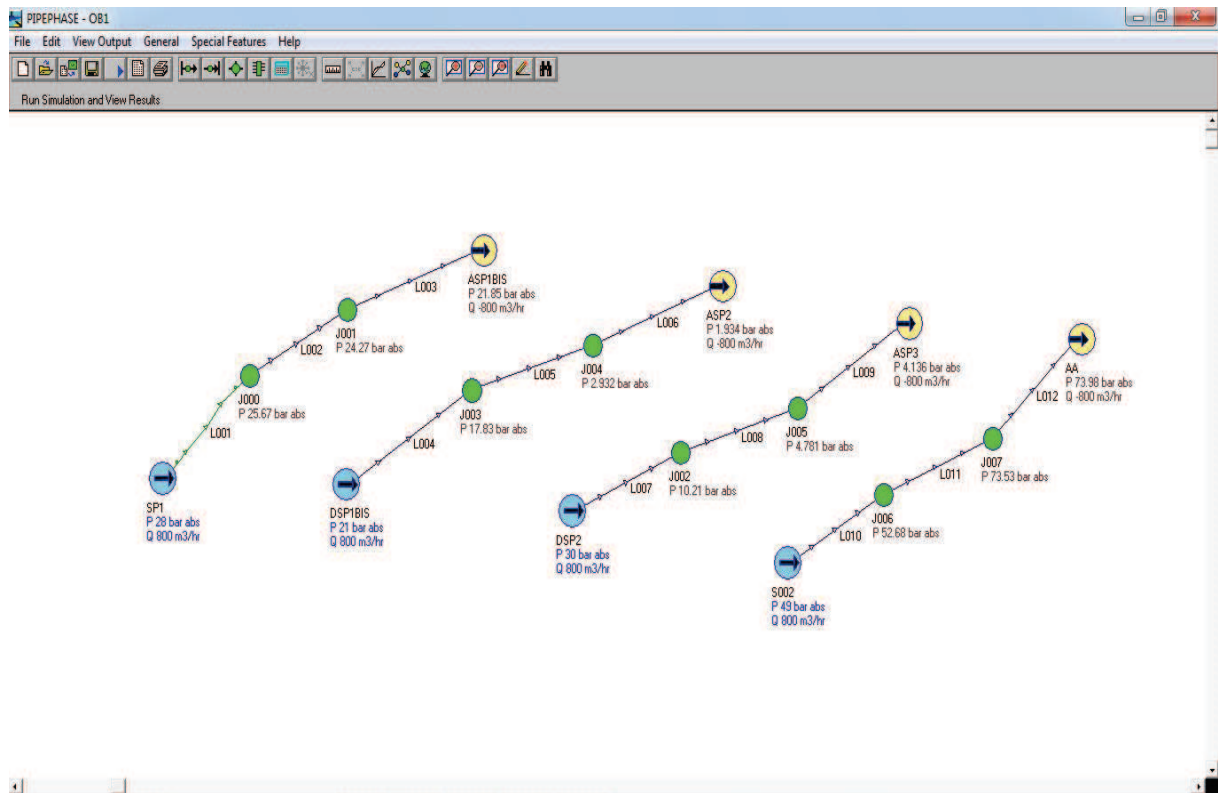 PIPEPHASE - OB1
File Edit View Output General Special Features Help
Run Simulation and View Results
ASP1BIS
P 21.85 bar abs
Q -800 m3/hr
L003
J001
P 24.27 bar abs
L002
J000
P 25.67 bar abs
L001
SP1
P 28 bar abs
Q 800 m3/hr
ASP2
P 1.934 bar abs
Q -800 m3/hr
L006
J004
P 2.932 bar abs
L005
J003
P 17.83 bar abs
L004
DSP1BIS
P 21 bar abs
Q 800 m3/hr
ASP3
P 4.136 bar abs
Q -800 m3/hr
L009
J005
P 4.781 bar abs
L008
J002
P 10.21 bar abs
L007
DSP2
P 30 bar abs
Q 800 m3/hr
AA
P 73.98 bar abs
Q -800 m3/hr
L012
J007
P 73.53 bar abs
L011
J006
P 52.68 bar abs
L010
S002
P 49 bar abs
Q 800 m3/hr